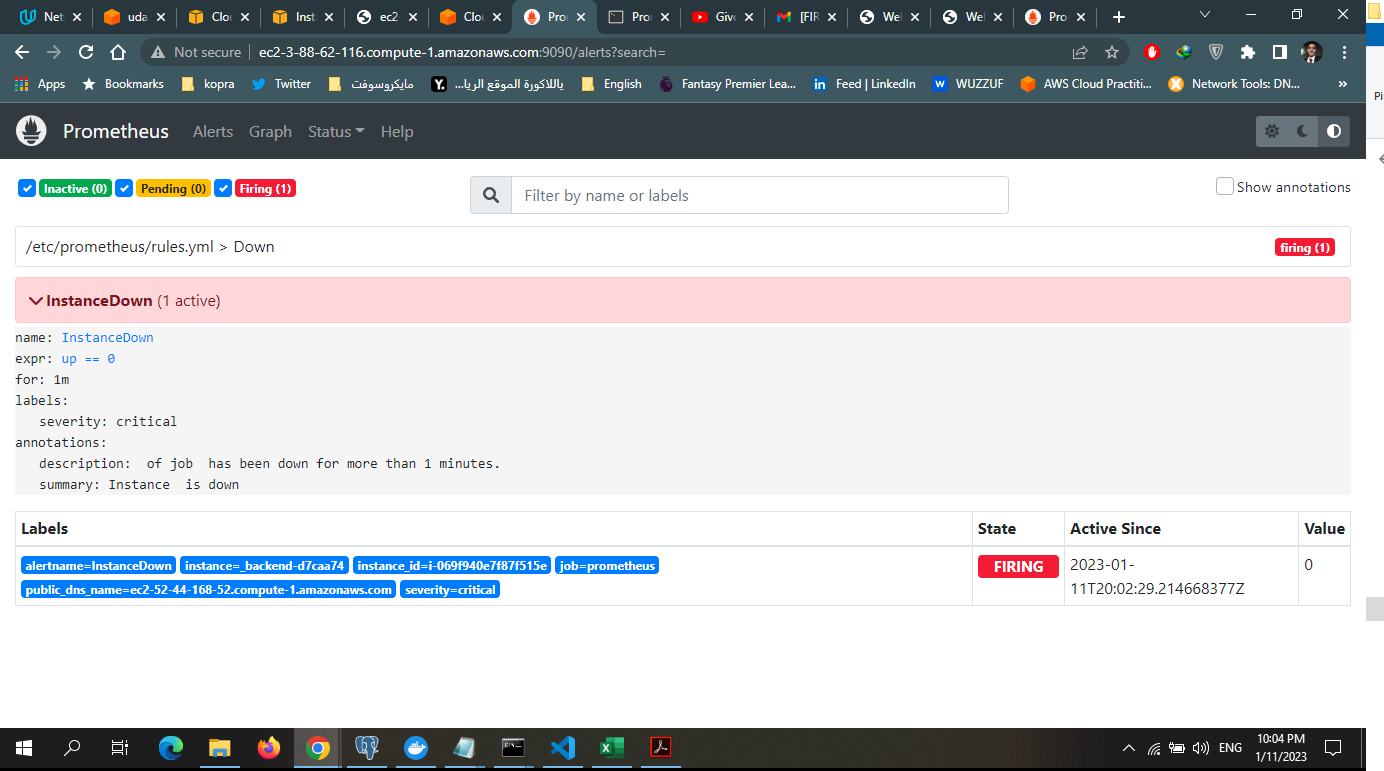 Net
uda
Clou
Inst
ec2
Clou
Pro
Pro
Give
[FIR
Wel
Wel
Pro
Not secure
ec2-3-88-62-116.compute-1.amazonaws.com:9090/alerts?search=
Apps
Bookmarks
kopra
Twitter
مايكروسوفت
ياللاكورة الموقع الريا...
English
Fantasy Premier Lea...
Feed | LinkedIn
WUZZUF
AWS Cloud Practiti...
Network Tools: DN...
»
Pi
Prometheus
Alerts
Graph
Status
Help
Inactive (0)
Pending (0)
Firing (1)
Filter by name or labels
Show annotations
/etc/prometheus/rules.yml > Down
firing (1)
InstanceDown (1 active)
name: InstanceDown
expr: up == 0
for: 1m
labels:
severity: critical
annotations:
description:  of job  has been down for more than 1 minutes.
summary: Instance  is down
Labels
State
Active Since
Value
alertname=InstanceDown
instance=_backend-d7caa74
instance_id=i-069f940e7f87f515e
job=prometheus
public_dns_name=ec2-52-44-168-52.compute-1.amazonaws.com
severity=critical
FIRING
2023-01-
11T20:02:29.214668377Z
0
ENG
10:04 PM
1/11/2023